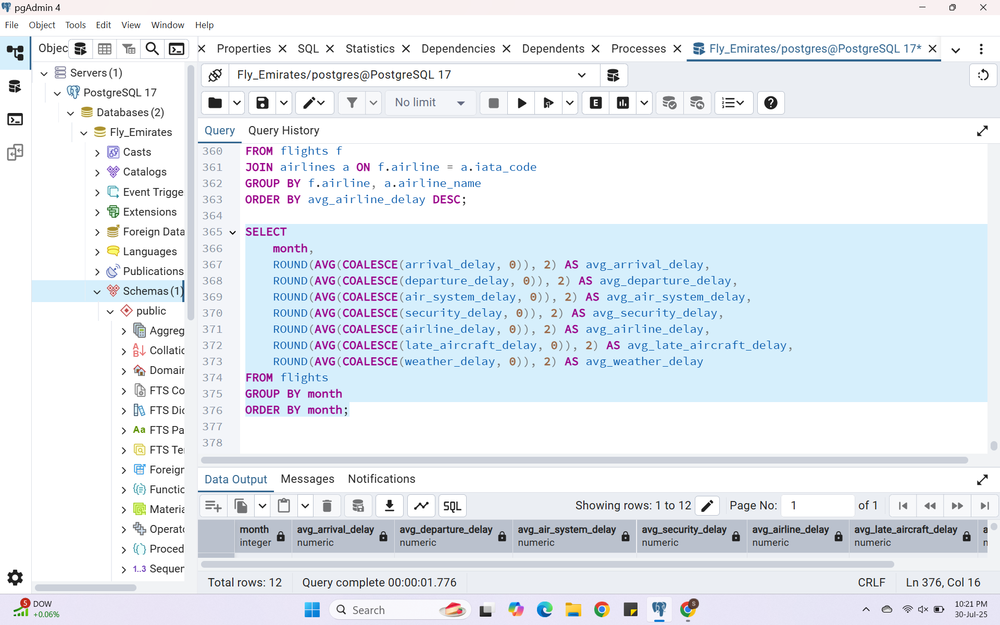 pgAdmin 4
File Object Tools Edit View Window Help
Objec
Properties SQL Statistics Dependencies Dependents Processes Fly_Emirates/postgres@PostgreSQL 17*
Servers (1)
PostgreSQL 17
Databases (2)
Fly_Emirates
Casts
Catalogs
Event Trigge
Extensions
Foreign Data
Languages
Publications
Schemas (1)
public
Aggreg
Collatic
Domain
FTS Co
FTS Dic
Aa FTS Pa
FTS Te
Foreign
Functio
Materia
Operato
Proced
1..3 Sequen
Fly_Emirates/postgres@PostgreSQL 17
No limit
E
Query Query History
360 FROM flights f
361 JOIN airlines a ON f.airline = a.iata_code
362 GROUP BY f.airline, a.airline_name
363 ORDER BY avg_airline_delay DESC;
364
365 SELECT
366 month,
367 ROUND(AVG(COALESCE(arrival_delay, 0)), 2) AS avg_arrival_delay,
368 ROUND(AVG(COALESCE(departure_delay, 0)), 2) AS avg_departure_delay,
369 ROUND(AVG(COALESCE(air_system_delay, 0)), 2) AS avg_air_system_delay,
370 ROUND(AVG(COALESCE(security_delay, 0)), 2) AS avg_security_delay,
371 ROUND(AVG(COALESCE(airline_delay, 0)), 2) AS avg_airline_delay,
372 ROUND(AVG(COALESCE(late_aircraft_delay, 0)), 2) AS avg_late_aircraft_delay,
373 ROUND(AVG(COALESCE(weather_delay, 0)), 2) AS avg_weather_delay
374 FROM flights
375 GROUP BY month
376 ORDER BY month;
377
378
Data Output Messages Notifications
SQL Showing rows: 1 to 12 Page No: 1 of 1
month avg_arrival_delay avg_departure_delay avg_air_system_delay avg_security_delay avg_airline_delay avg_late_aircraft_delay a
integer numeric numeric numeric numeric numeric numeric n
Total rows: 12 Query complete 00:00:01.776 CRLF Ln 376, Col 16
5 DOW
+0.06%
Search
S
10:21 PM
30-Jul-25